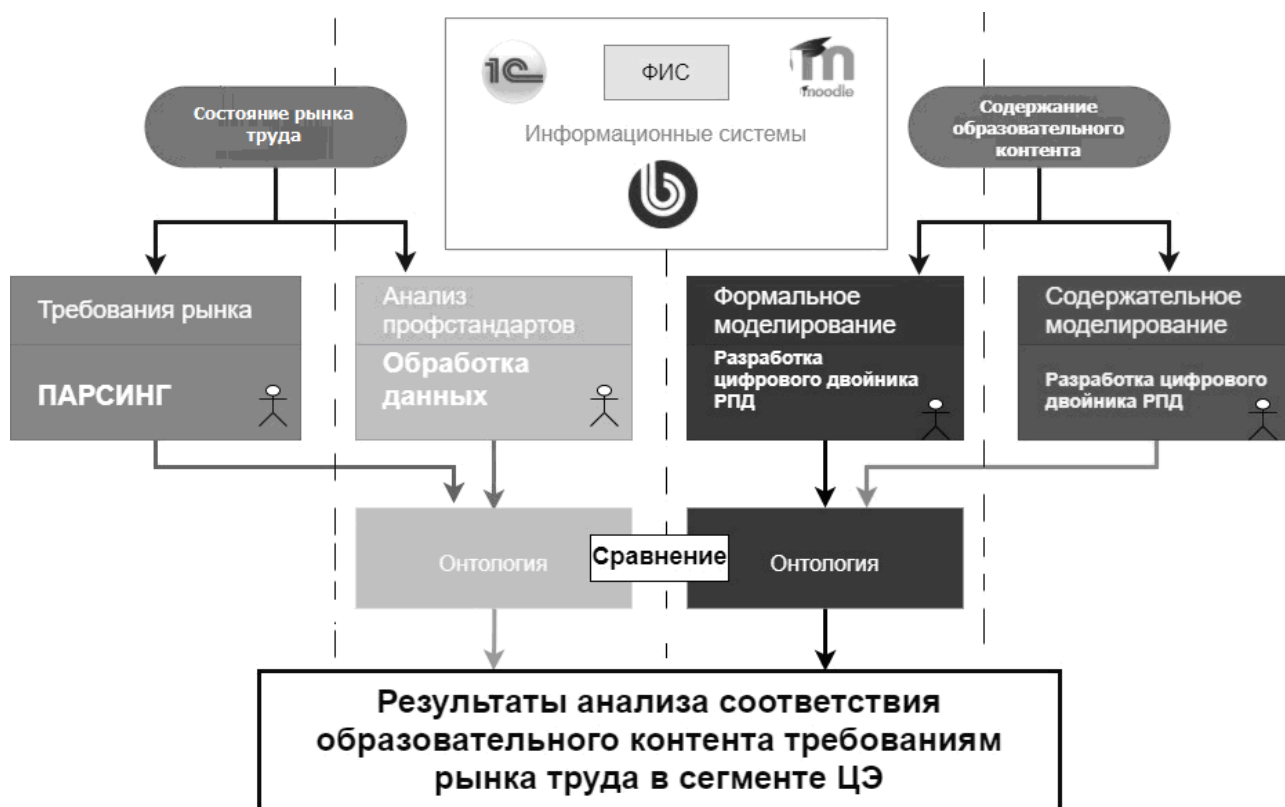 1С
ФИС
moodle
Информационные системы
Состояние рынка
труда
Содержание
образовательного
контента
Требования рынка
ПАРСИНГ
Анализ
профстандартов
Обработка
данных
Формальное
моделирование
Разработка
цифрового двойника
РПД
Содержательное
моделирование
Разработка цифрового
двойника РПД
Онтология
Сравнение
Онтология
Результаты анализа соответствия
образовательного контента требованиям
рынка труда в сегменте ЦЭ